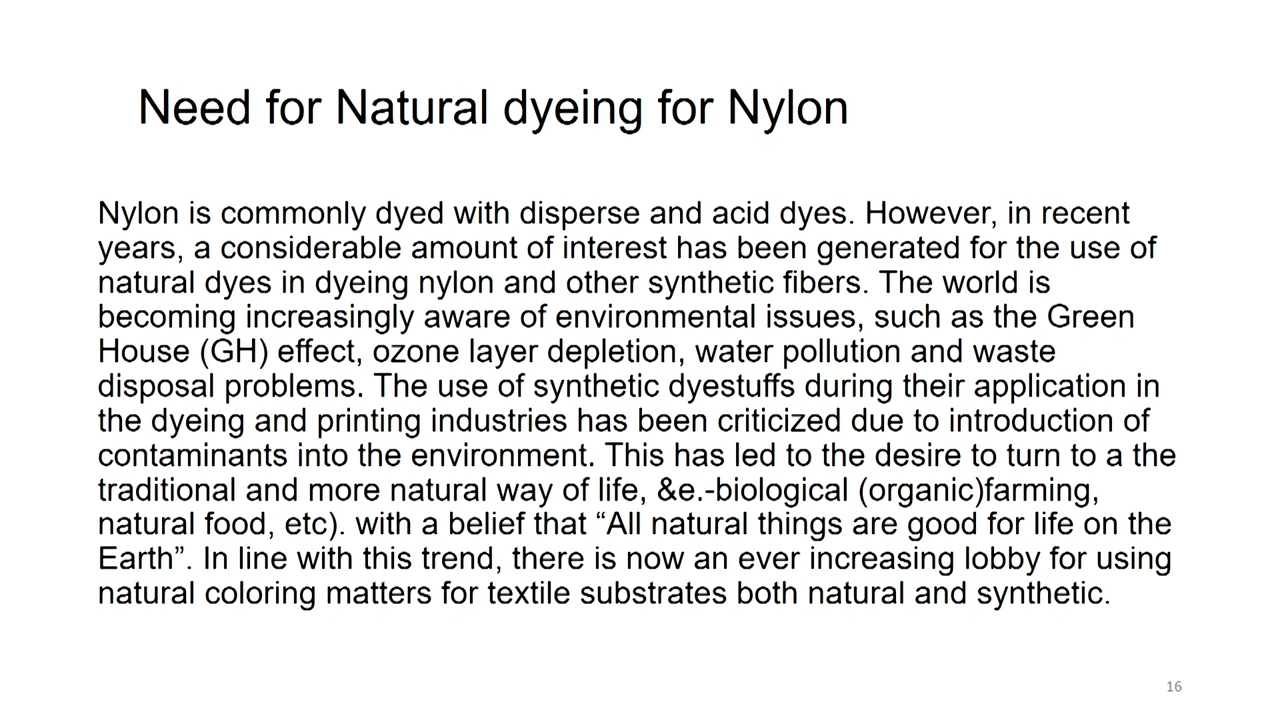 Need for Natural dyeing for Nylon
Nylon is commonly dyed with disperse and acid dyes. However, in recent
years, a considerable amount of interest has been generated for the use of
natural dyes in dyeing nylon and other synthetic fibers. The world is
becoming increasingly aware of environmental issues, such as the Green
House (GH) effect, ozone layer depletion, water pollution and waste
disposal problems. The use of synthetic dyestuffs during their application in
the dyeing and printing industries has been criticized due to introduction of
contaminants into the environment. This has led to the desire to turn to a the
traditional and more natural way of life, &e.-biological (organic)farming,
natural food, etc). with a belief that “All natural things are good for life on the
Earth”. In line with this trend, there is now an ever increasing lobby for using
natural coloring matters for textile substrates both natural and synthetic.
16